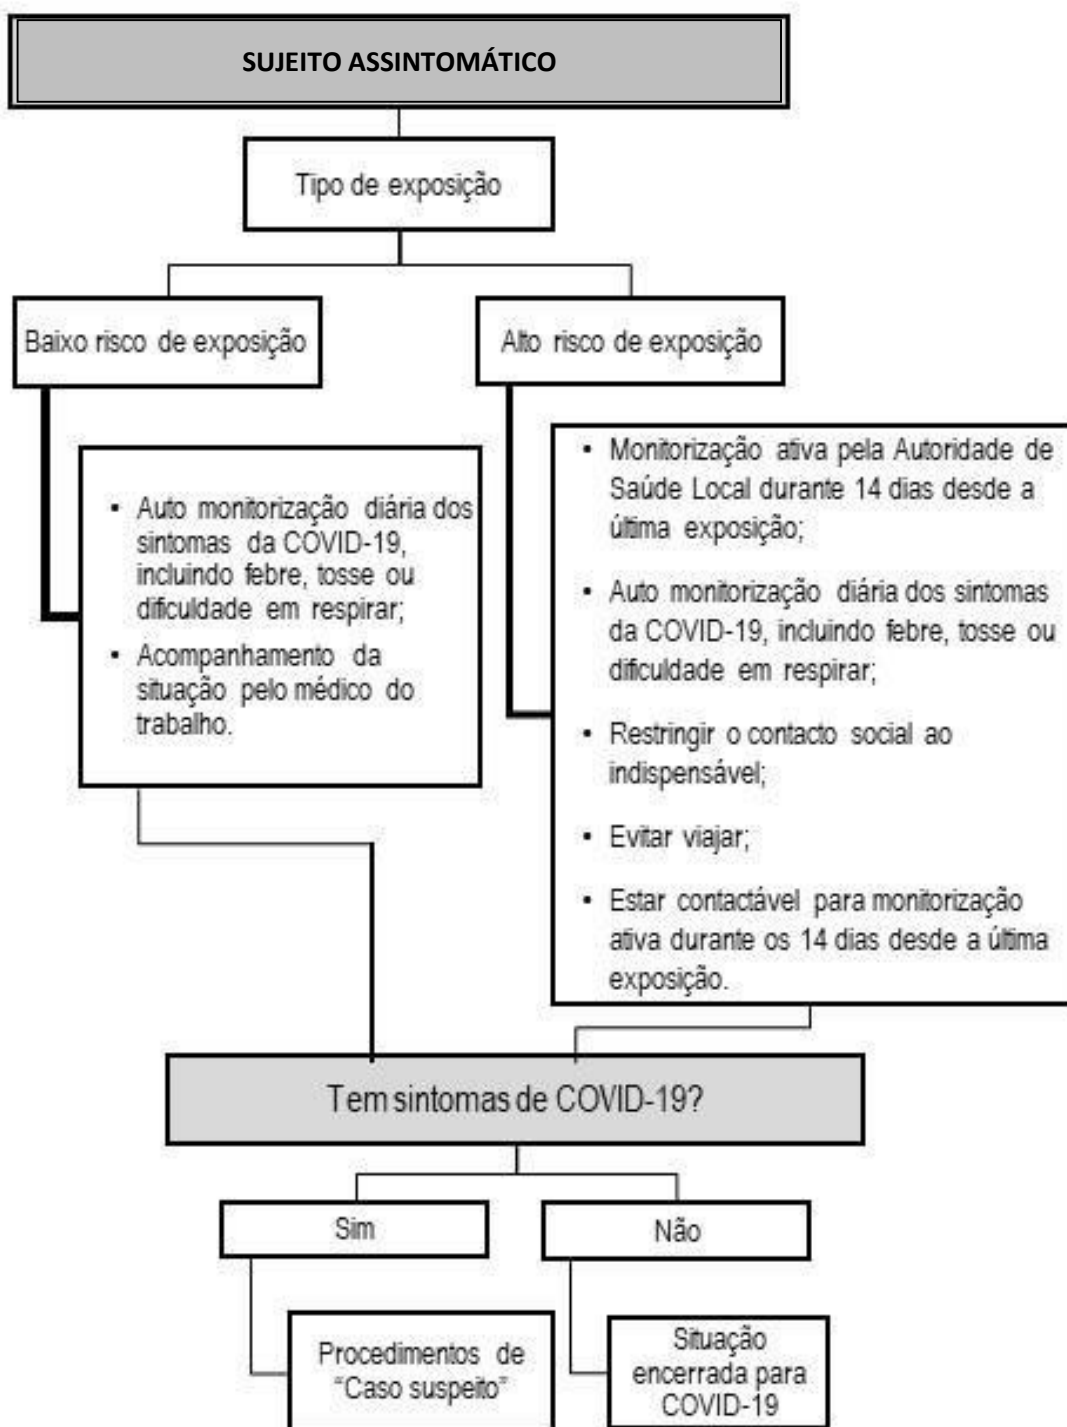 SUJEITO ASSINTOMÁTICO
Tipo de exposição
Baixo risco de exposição
Alto risco de exposição
• Auto monitorização diária dos
sintomas da COVID-19,
incluindo febre, tosse ou
dificuldade em respirar;
• Acompanhamento da
situação pelo médico do
trabalho.
• Monitorização ativa pela Autoridade de
Saúde Local durante 14 dias desde a
última exposição;
• Auto monitorização diária dos sintomas
da COVID-19, incluindo febre, tosse ou
dificuldade em respirar;
• Restringir o contacto social ao
indispensável;
• Evitar viajar;
• Estar contactável para monitorização
ativa durante os 14 dias desde a última
exposição.
Tem sintomas de COVID-19?
Sim
Não
Procedimentos de
“Caso suspeito”
Situação
encerrada para
COVID-19